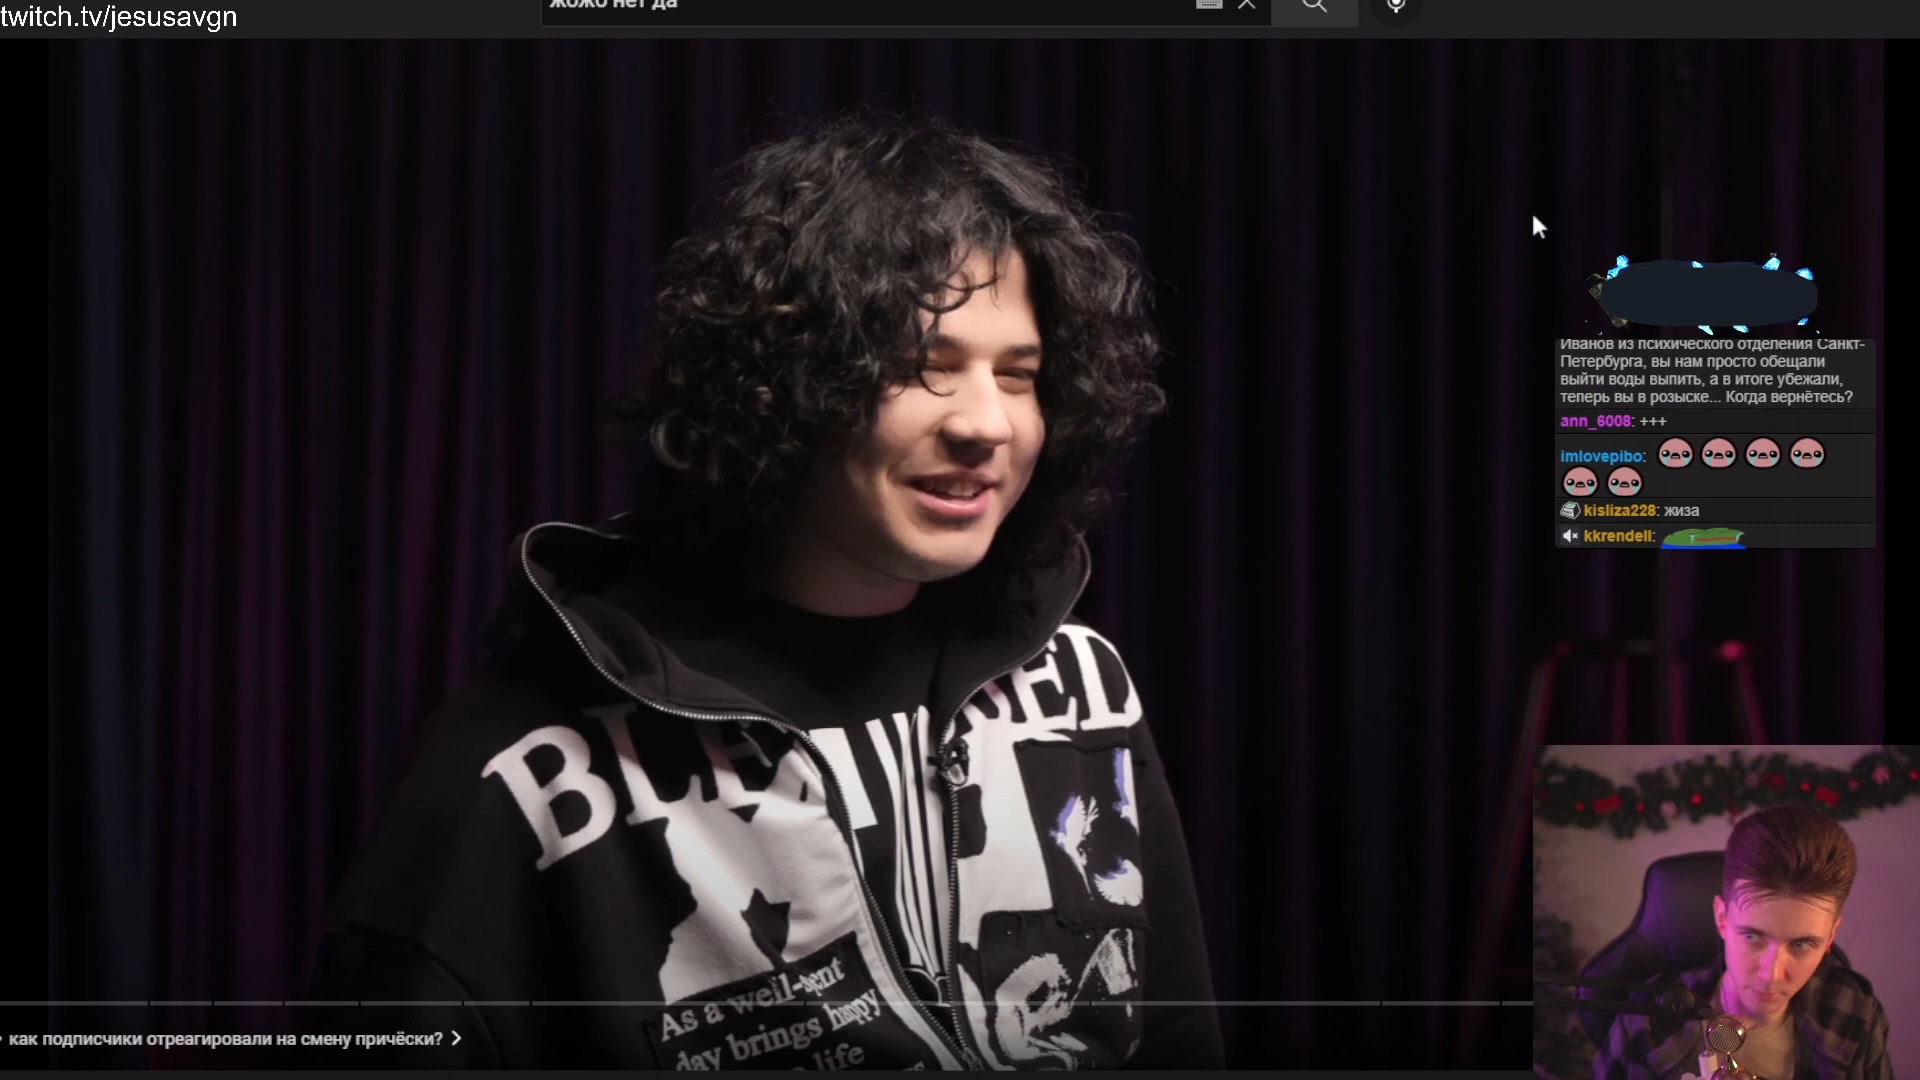 twitch.tv/jesusavgn
жожо нет да
Иванов из психического отделения Санкт-
Петербурга, вы нам просто обещали
выйти воды выпить, а в итоге убежали,
теперь вы в розыске... Когда вернётесь?
ann_6008: +++
imlovepibo:
kisliza228: жиза
kkrendell:
BLE
DED
As a well-spent
day brings happy
life
как подписчики отреагировали на смену причёски?